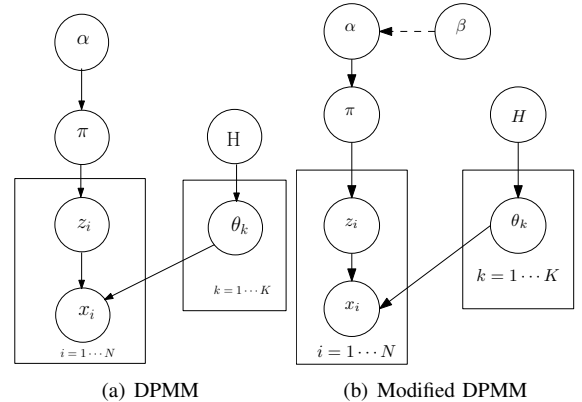 α
π
H
z_i
θ_k
x_i
k = 1 ··· K
i = 1 ··· N
(a) DPMM
α
β
π
H
z_i
θ_k
x_i
k = 1 ··· K
i = 1 ··· N
(b) Modified DPMM